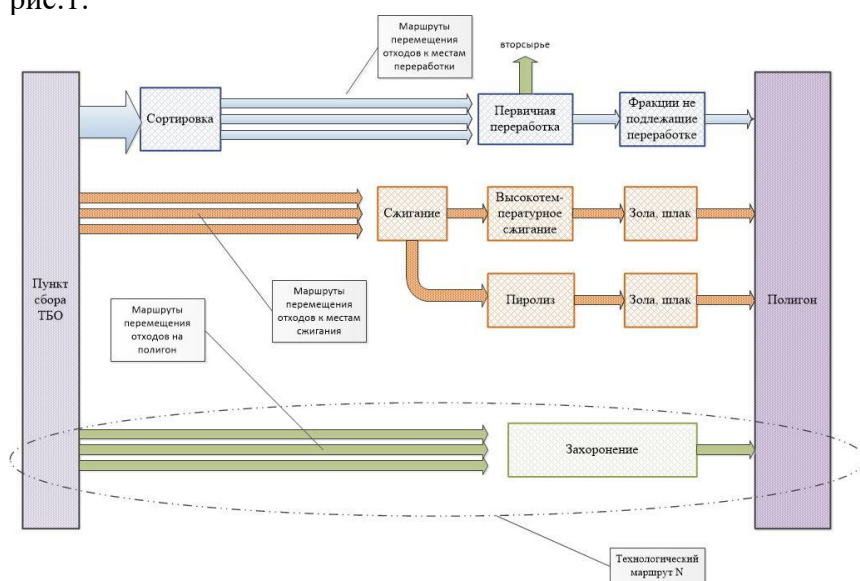 рис.1.
Маршруты
перемещения
отходов к местам
переработки
вторсырье
Сортировка
Первичная
переработка
Фракции не
подлежащие
переработке
Сжигание
Высокотем-
пературное
сжигание
Зола, шлак
Пункт
сбора
ТБО
Маршруты
перемещения
отходов на
полигон
Маршруты
перемещения
отходов к местам
сжигания
Пиролиз
Зола, шлак
Полигон
Захоронение
Технологический
маршрут N